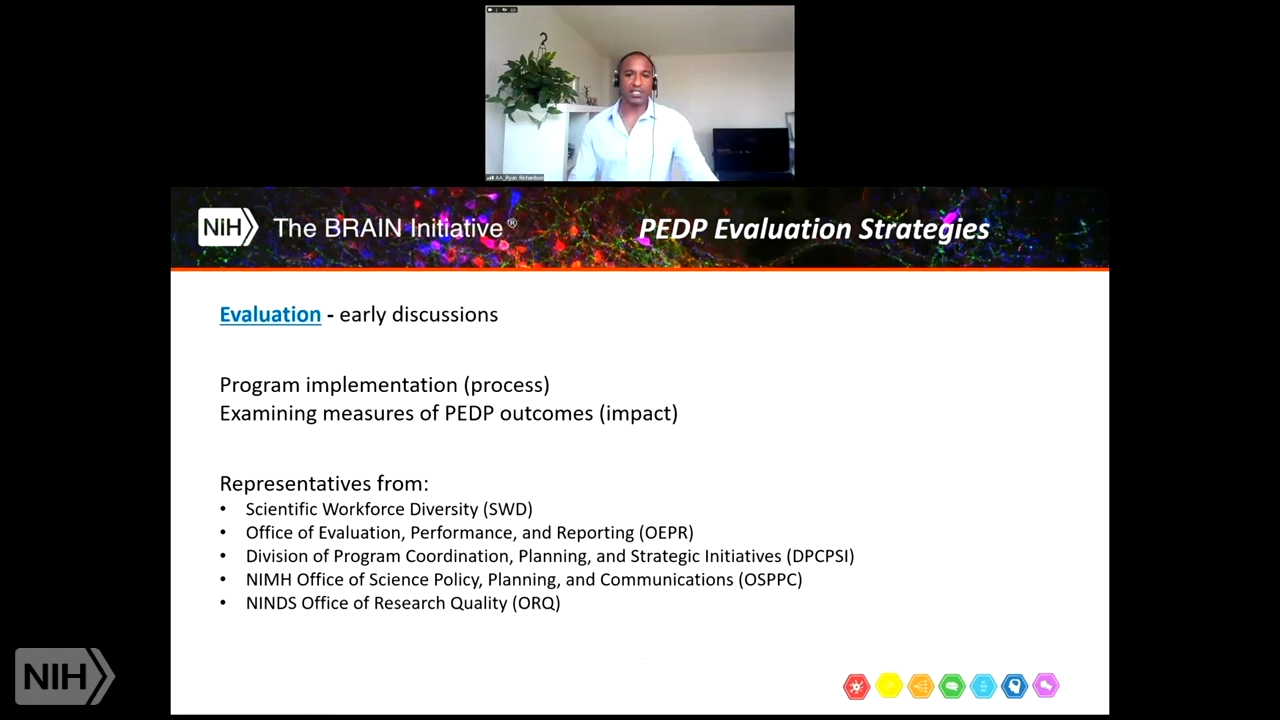 AA_Ryan Richardson
NIH
The BRAIN Initiative®
PEDP Evaluation Strategies
Evaluation - early discussions
Program implementation (process)
Examining measures of PEDP outcomes (impact)
Representatives from:
• Scientific Workforce Diversity (SWD)
• Office of Evaluation, Performance, and Reporting (OEPR)
• Division of Program Coordination, Planning, and Strategic Initiatives (DPCPSI)
• NIMH Office of Science Policy, Planning, and Communications (OSPPC)
• NINDS Office of Research Quality (ORQ)
NIH